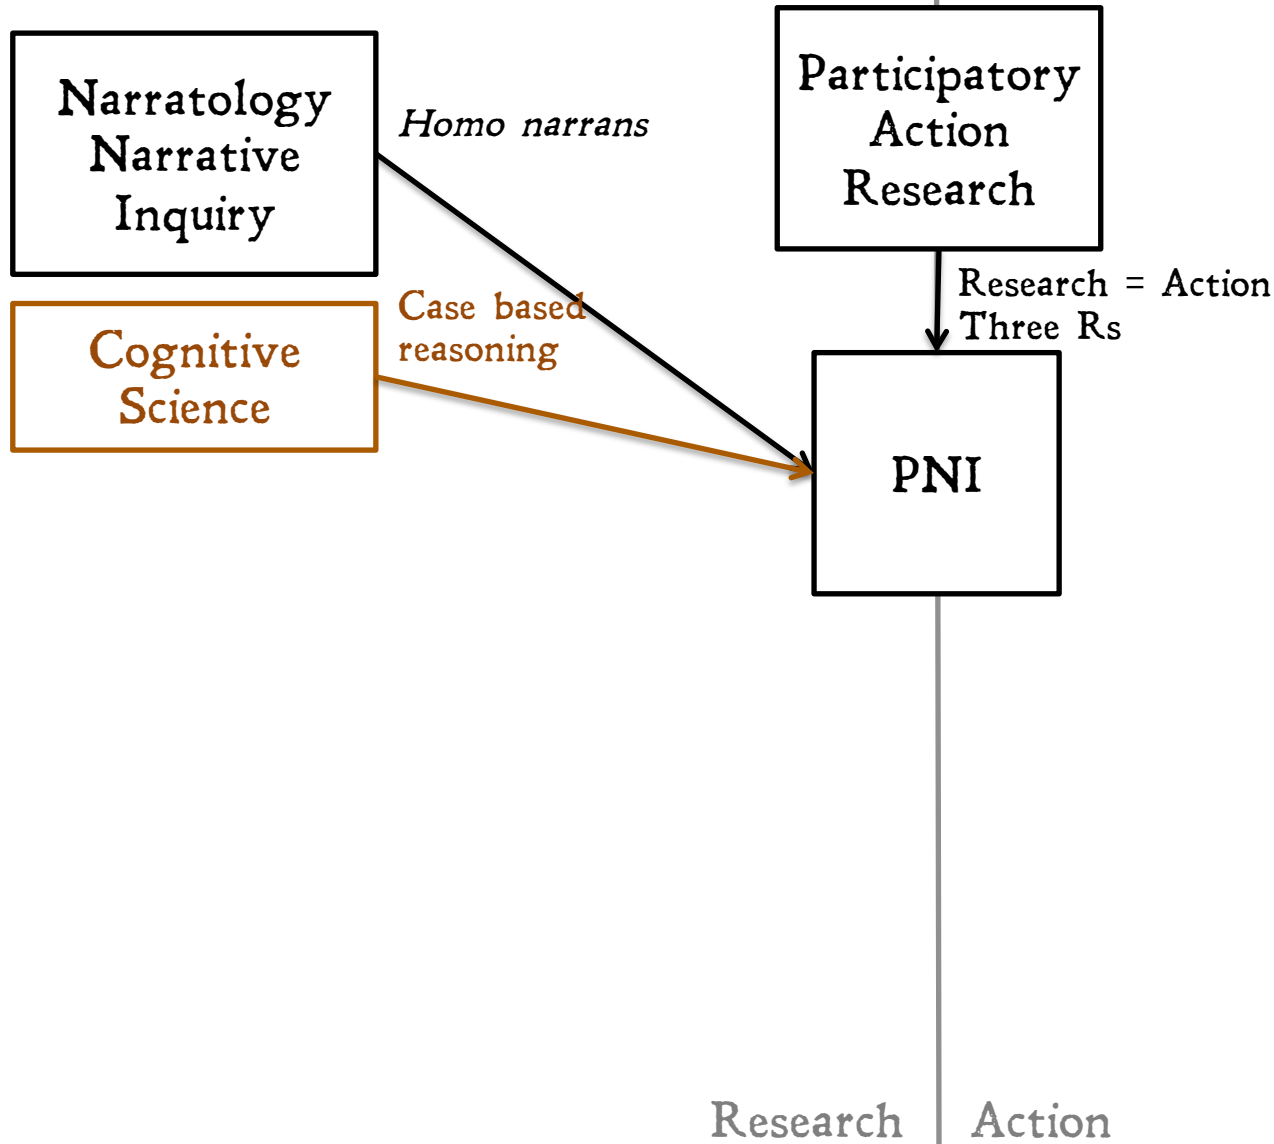 Narratology
Narrative
Inquiry
Homo narrans
Participatory
Action
Research
Research = Action
Three Rs
Cognitive
Science
Case based
reasoning
PNI
Research
Action